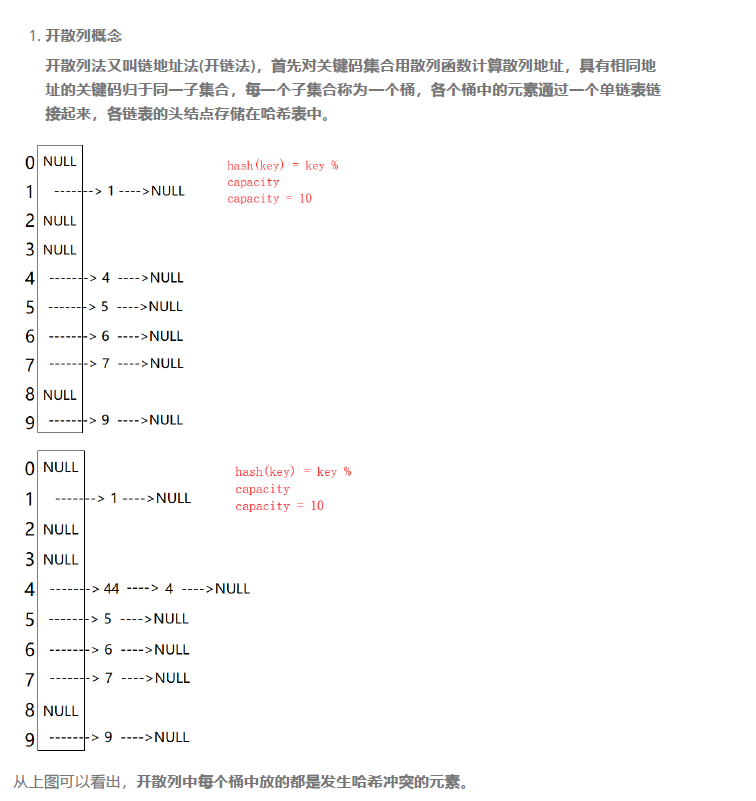 1. 开散列概念
开散列法又叫链地址法(开链法)，首先对关键码集合用散列函数计算散列地址，具有相同地
址的关键码归于同一子集合，每一个子集合称为一个桶，各个桶中的元素通过一个单链表链
接起来，各链表的头结点存储在哈希表中。
0 NULL
hash(key) = key %
1 -------> 1 ---->NULL
capacity
capacity = 10
2 NULL
3 NULL
4 -------> 4 ---->NULL
5 -------> 5 ---->NULL
6 -------> 6 ---->NULL
7 -------> 7 ---->NULL
8 NULL
9 -------> 9 ---->NULL
0 NULL
hash(key) = key %
capacity
1 -------> 1 ---->NULL
capacity = 10
2 NULL
3 NULL
4 -------> 44 ----> 4 ---->NULL
5 -------> 5 ---->NULL
6 -------> 6 ---->NULL
7 -------> 7 ---->NULL
8 NULL
9 -------> 9 ---->NULL
从上图可以看出，开散列中每个桶中放的都是发生哈希冲突的元素。